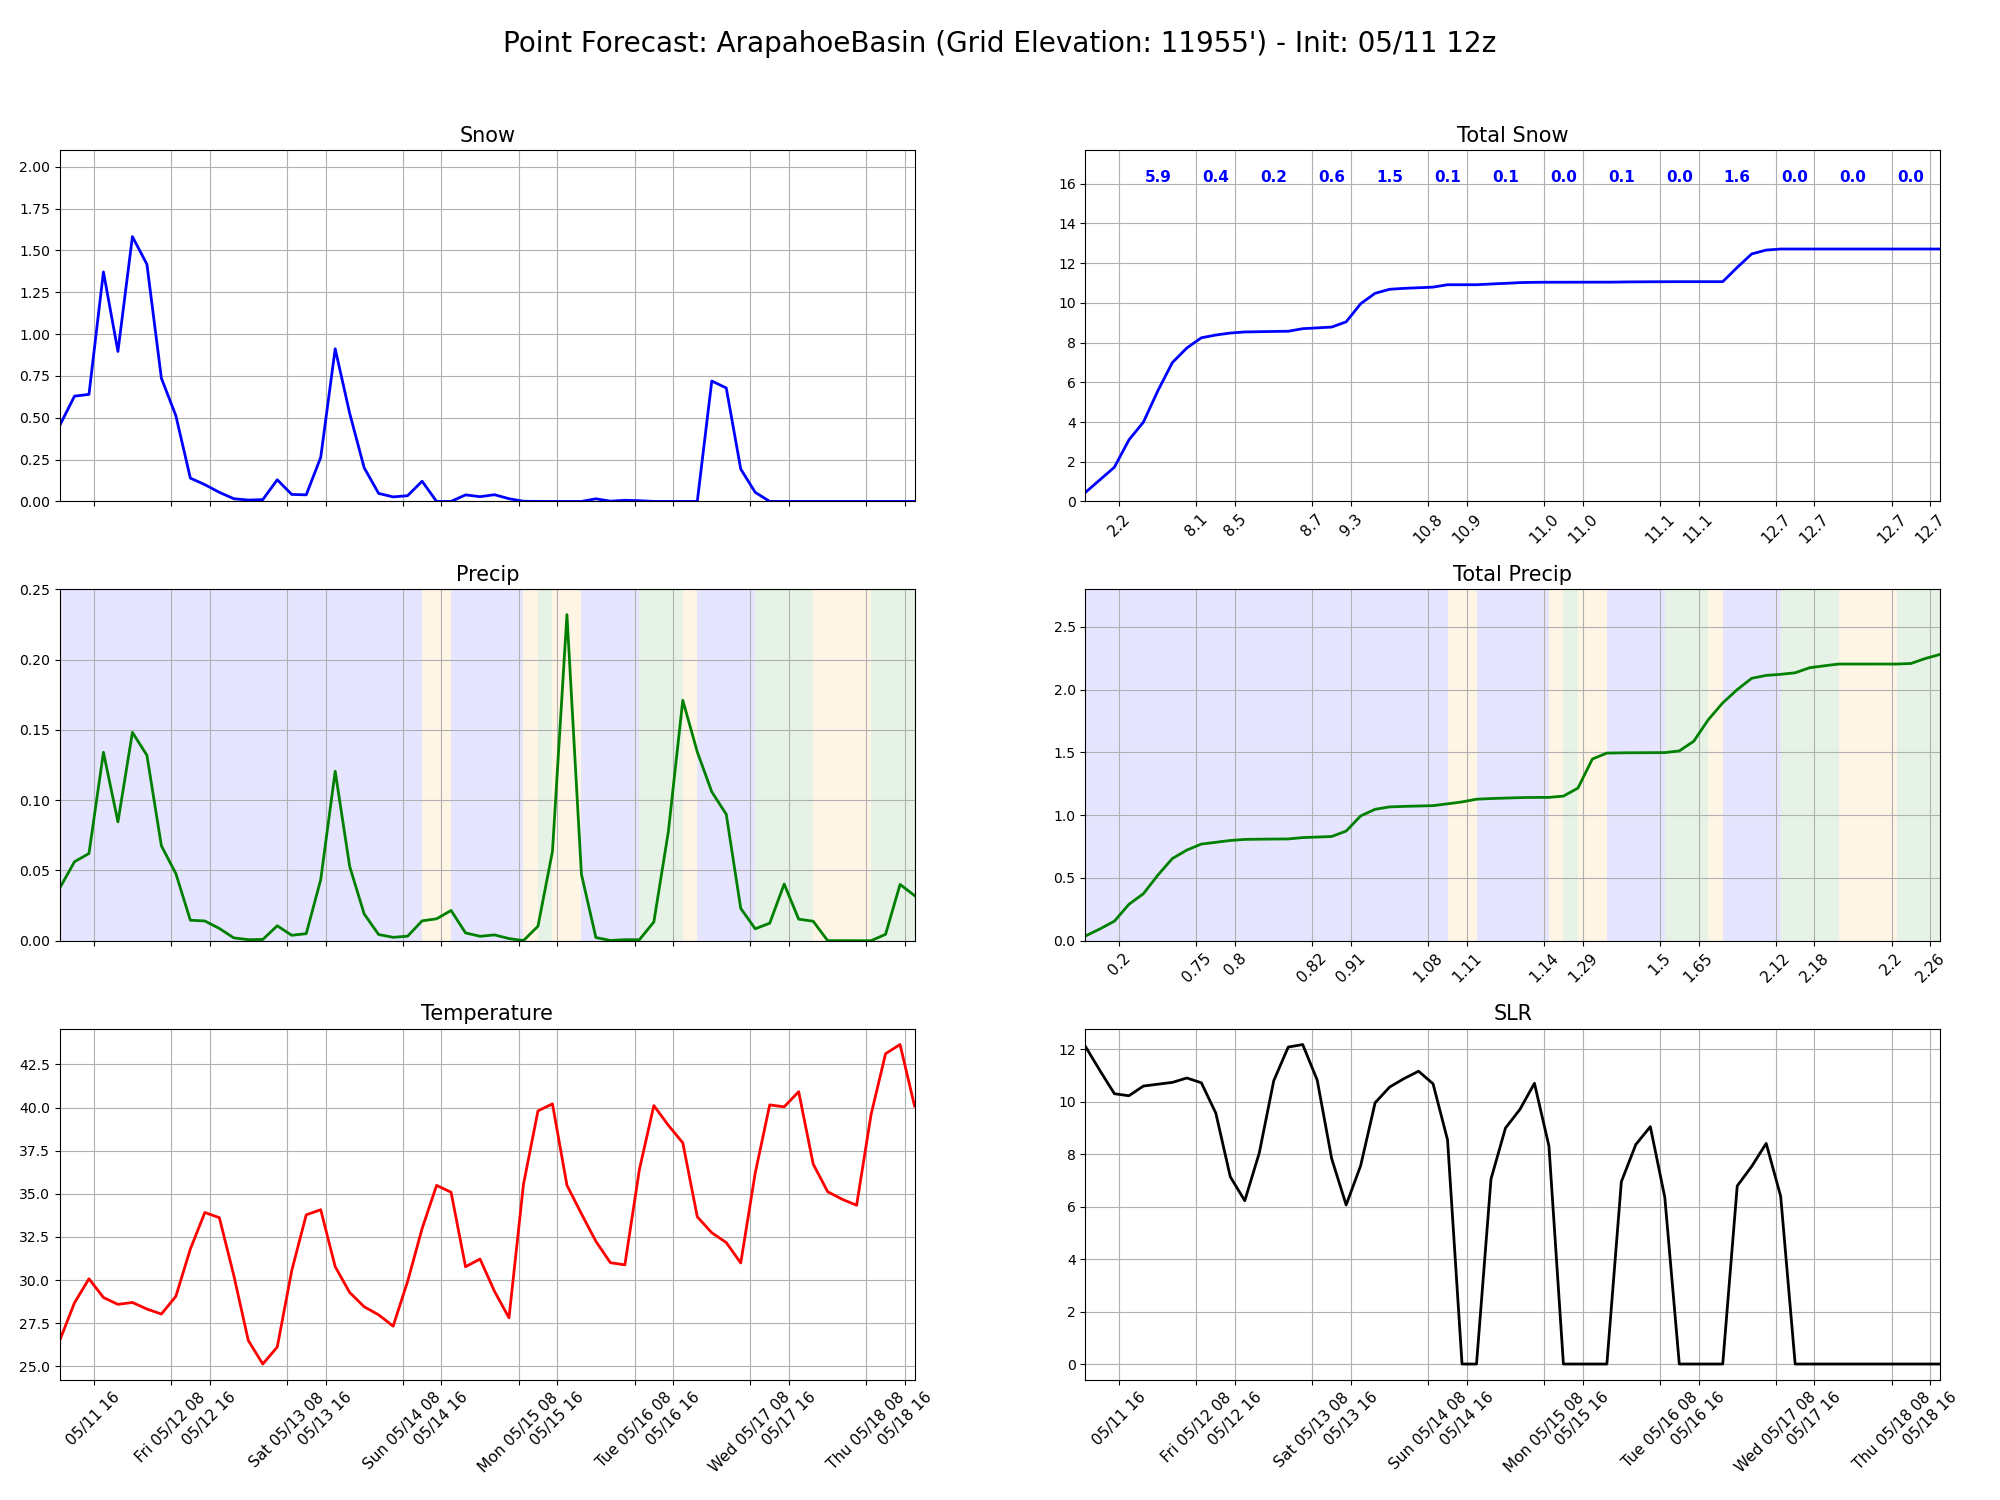 Point Forecast: ArapahoeBasin (Grid Elevation: 11955') - Init: 05/11 12z
Snow
2.00
1.75
1.50
1.25
1.00
0.75
0.50
0.25
0.00
Total Snow
5.9 0.4 0.2 0.6 1.5 0.1 0.1 0.0 0.1 0.0 1.6 0.0 0.0 0.0
16
14
12
10
8
6
4
2
0
2.2 8.1 8.5 8.7 9.3 10.8 10.9 11.0 11.0 11.1 11.1 12.7 12.7 12.7 12.7
Precip
0.25
0.20
0.15
0.10
0.05
0.00
Total Precip
2.5
2.0
1.5
1.0
0.5
0.0
0.2 0.75 0.8 0.82 0.91 1.08 1.11 1.14 1.29 1.5 1.65 2.12 2.18 2.2 2.26
Temperature
42.5
40.0
37.5
35.0
32.5
30.0
27.5
25.0
05/11 16
Fri 05/12 08
05/12 16
Sat 05/13 08
05/13 16
Sun 05/14 08
05/14 16
Mon 05/15 08
05/15 16
Tue 05/16 08
05/16 16
Wed 05/17 08
05/17 16
Thu 05/18 08
05/18 16
SLR
12
10
8
6
4
2
0
05/11 16
Fri 05/12 08
05/12 16
Sat 05/13 08
05/13 16
Sun 05/14 08
05/14 16
Mon 05/15 08
05/15 16
Tue 05/16 08
05/16 16
Wed 05/17 08
05/17 16
Thu 05/18 08
05/18 16